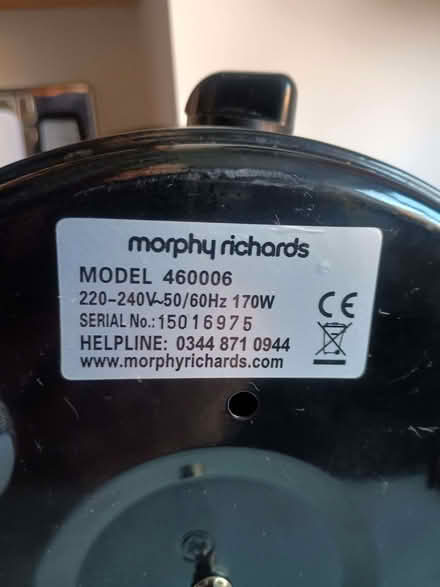 morphy richards
MODEL 460006
220-240V~50/60Hz 170W
SERIAL No.:15016975
HELPLINE: 0344 871 0944
www.morphyrichards.com
CE